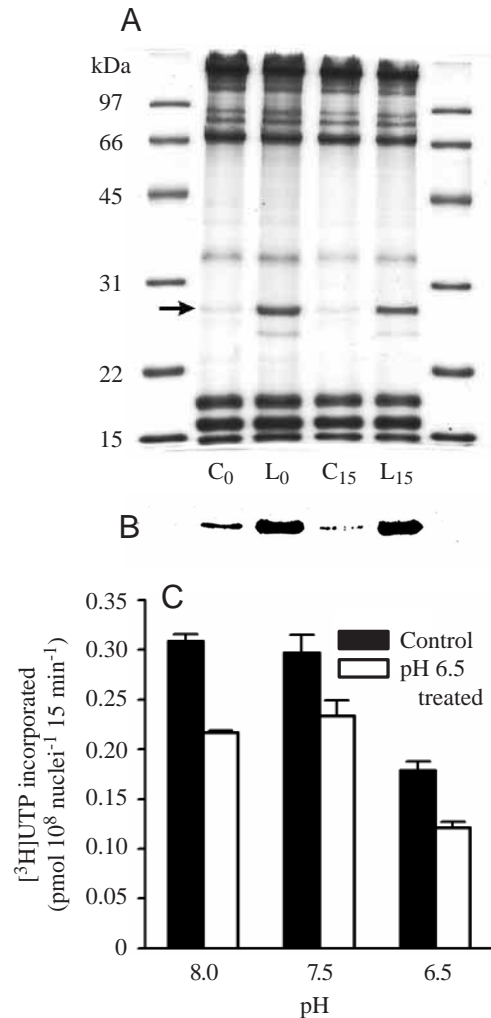 A
kDa
97
66
45
31
22
15
C₀ L₀ C₁₅ L₁₅
B
C
0.35
0.30
0.25
0.20
0.15
0.10
0.05
0
[³H]UTP incorporated
(pmol 10⁸ nuclei⁻¹ 15 min⁻¹)
Control
pH 6.5
treated
8.0 7.5 6.5
pH